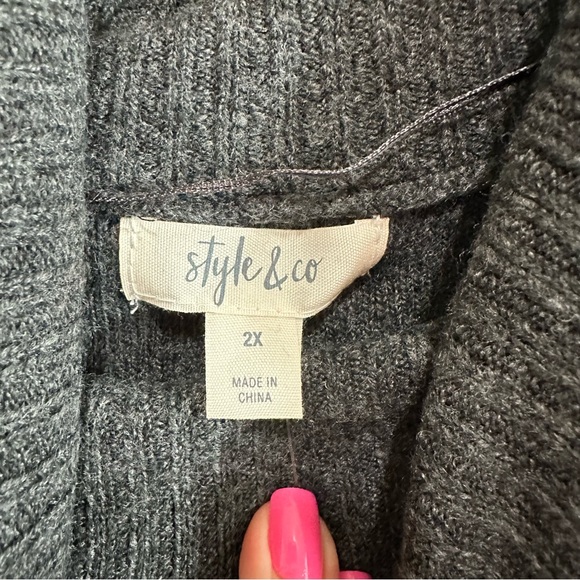 style & co
2X
MADE IN
CHINA